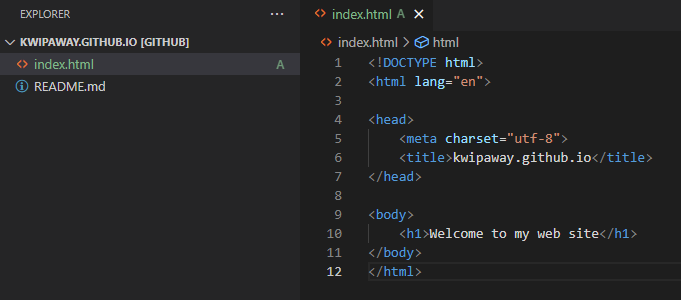 EXPLORER
KWIPAWAY.GITHUB.IO [GITHUB]
index.html A
README.md
index.html A
index.html > html
1 <!DOCTYPE html>
2 <html lang="en">
3
4 <head>
5 <meta charset="utf-8">
6 <title>kwipaway.github.io</title>
7 </head>
8
9 <body>
10 <h1>Welcome to my web site</h1>
11 </body>
12 </html>